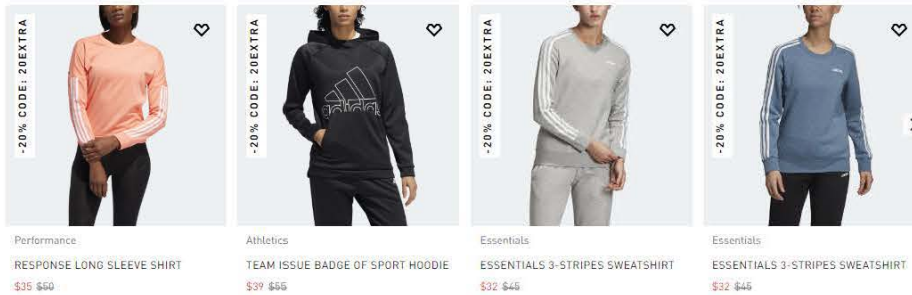 -20% CODE: 20EXTRA
-20% CODE: 20EXTRA
-20% CODE: 20EXTRA
-20% CODE: 20EXTRA
adidas
Performance
Athletics
Essentials
Essentials
RESPONSE LONG SLEEVE SHIRT
TEAM ISSUE BADGE OF SPORT HOODIE
ESSENTIALS 3-STRIPES SWEATSHIRT
ESSENTIALS 3-STRIPES SWEATSHIRT
$35 $50
$39 $55
$32 $45
$32 $45